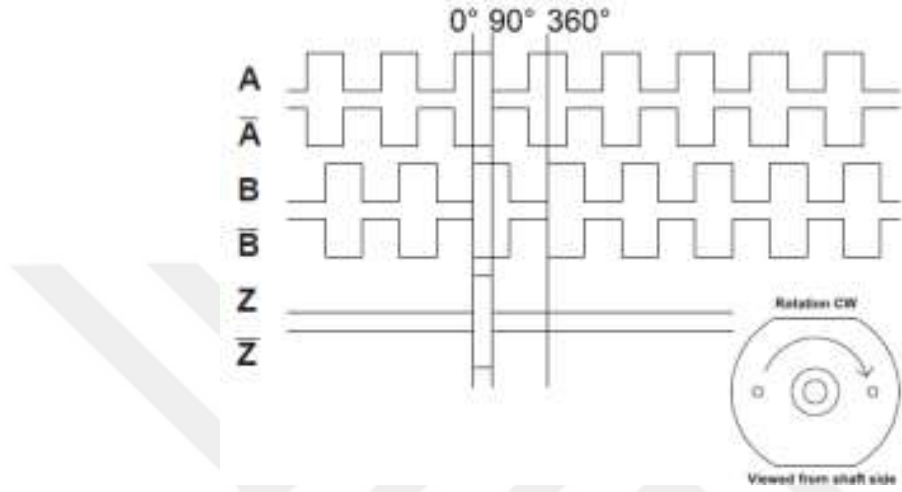 0° 90° 360°
A
A̅
B
B̅
Z
Z̅
Rotation CW
Viewed from shaft side